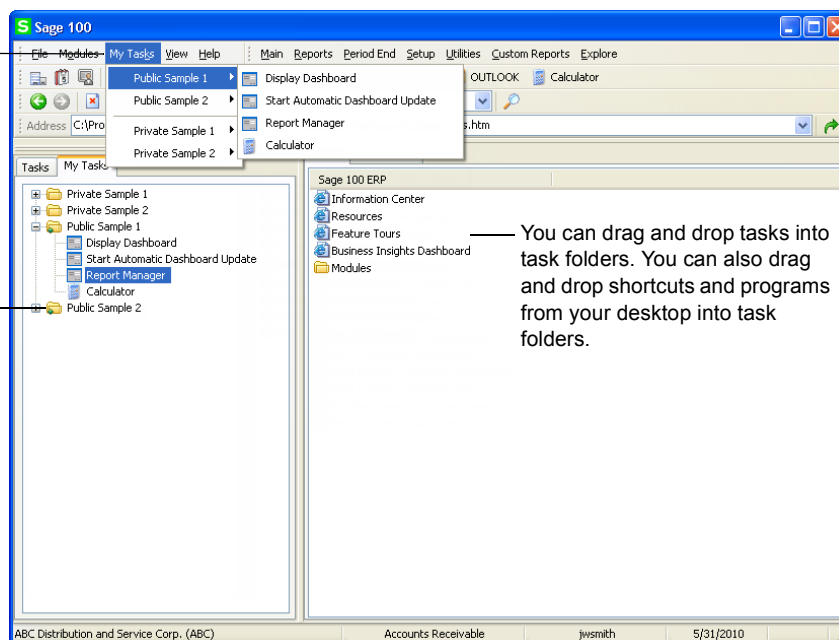 Sage 100
File Modules My Tasks View Help Main Reports Period End Setup Utilities Custom Reports Explore
OUTLOOK Calculator
Address C:\Pro s.htm
Public Sample 1
Public Sample 2
Private Sample 1
Private Sample 2
Display Dashboard
Start Automatic Dashboard Update
Report Manager
Calculator
Tasks My Tasks
Private Sample 1
Private Sample 2
Public Sample 1
Display Dashboard
Start Automatic Dashboard Update
Report Manager
Calculator
Public Sample 2
Sage 100 ERP
Information Center
Resources
Feature Tours
Business Insights Dashboard
Modules
You can drag and drop tasks into
task folders. You can also drag
and drop shortcuts and programs
from your desktop into task
folders.
ABC Distribution and Service Corp. (ABC) Accounts Receivable jwsmith 5/31/2010